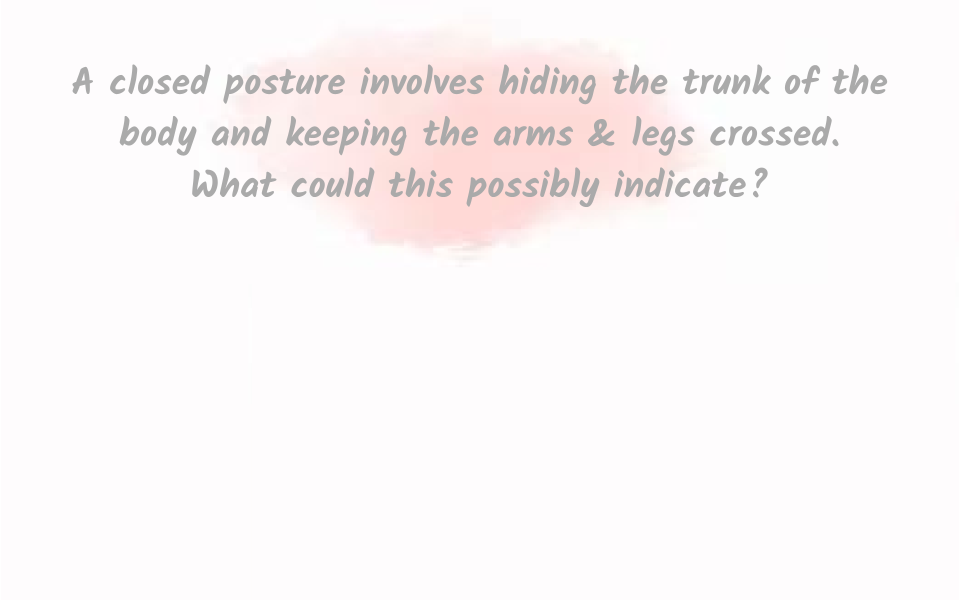 A closed posture involves hiding the trunk of the
body and keeping the arms & legs crossed.
What could this possibly indicate?